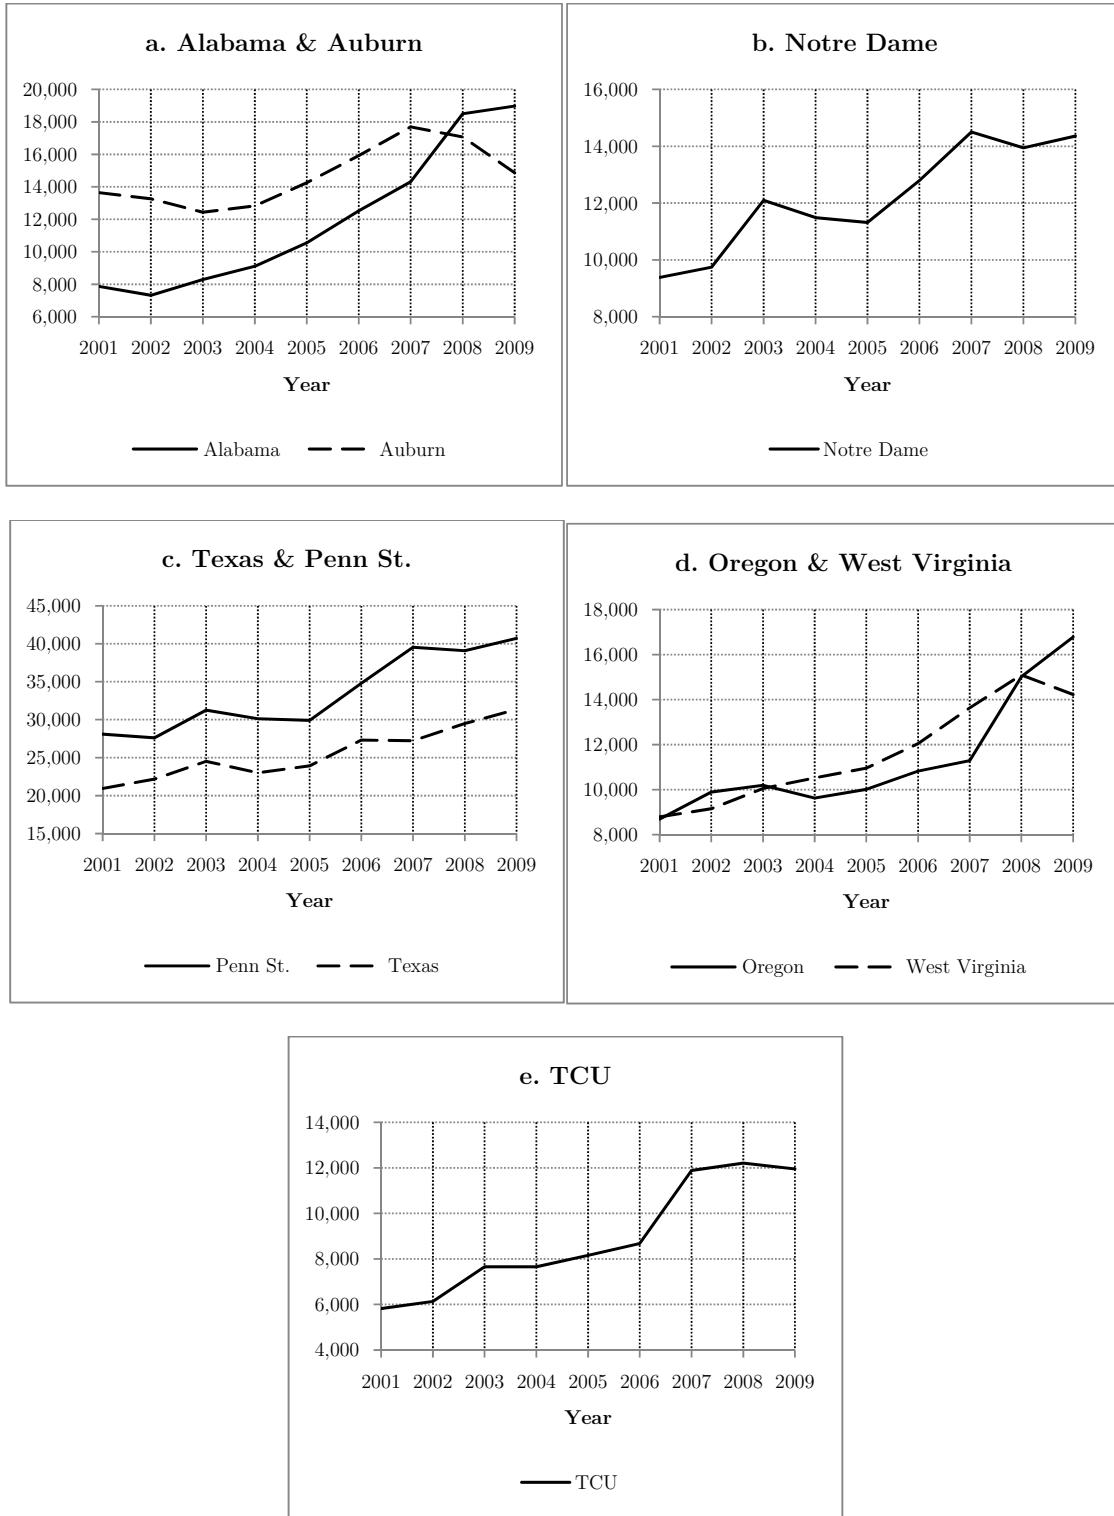 a. Alabama & Auburn
20,000
18,000
16,000
14,000
12,000
10,000
8,000
6,000
2001 2002 2003 2004 2005 2006 2007 2008 2009
Year
Alabama Auburn
b. Notre Dame
16,000
14,000
12,000
10,000
8,000
2001 2002 2003 2004 2005 2006 2007 2008 2009
Year
Notre Dame
c. Texas & Penn St.
45,000
40,000
35,000
30,000
25,000
20,000
15,000
2001 2002 2003 2004 2005 2006 2007 2008 2009
Year
Penn St. Texas
d. Oregon & West Virginia
18,000
16,000
14,000
12,000
10,000
8,000
2001 2002 2003 2004 2005 2006 2007 2008 2009
Year
Oregon West Virginia
e. TCU
14,000
12,000
10,000
8,000
6,000
4,000
2001 2002 2003 2004 2005 2006 2007 2008 2009
Year
TCU